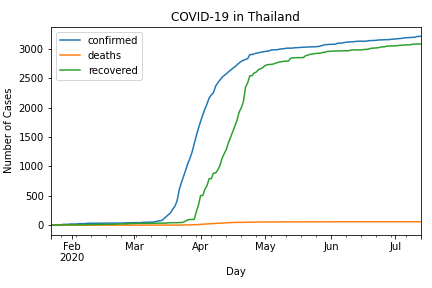 COVID-19 in Thailand
confirmed
deaths
recovered
Number of Cases
3000
2500
2000
1500
1000
500
0
Feb Mar Apr May Jun Jul
2020
Day